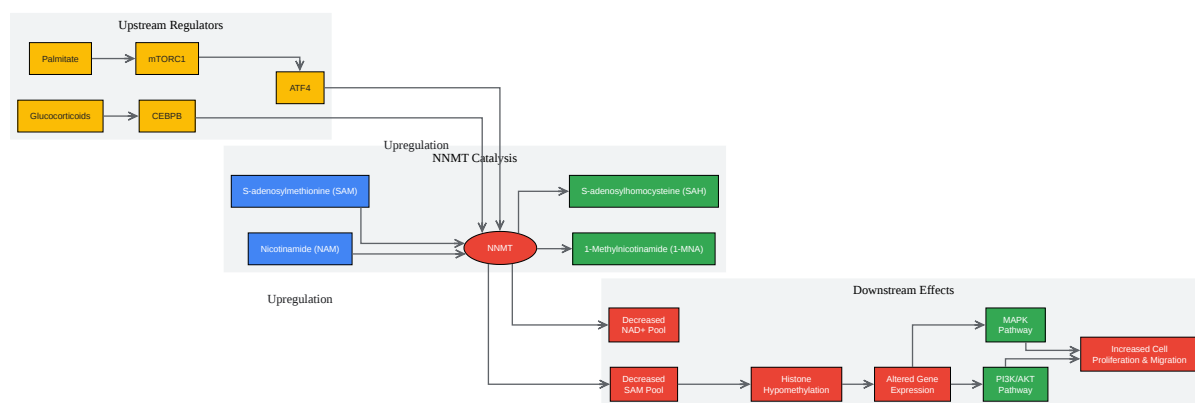 Upstream Regulators
Palmitate
mTORC1
ATF4
Glucocorticoids
CEBPB
Upregulation
NNMT Catalysis
S-adenosylmethionine (SAM)
S-adenosylhomocysteine (SAH)
Nicotinamide (NAM)
NNMT
1-Methylnicotinamide (1-MNA)
Upregulation
Downstream Effects
Decreased
NAD+ Pool
MAPK
Pathway
Increased Cell
Proliferation & Migration
Decreased
SAM Pool
Histone
Hypomethylation
Altered Gene
Expression
PI3K/AKT
Pathway